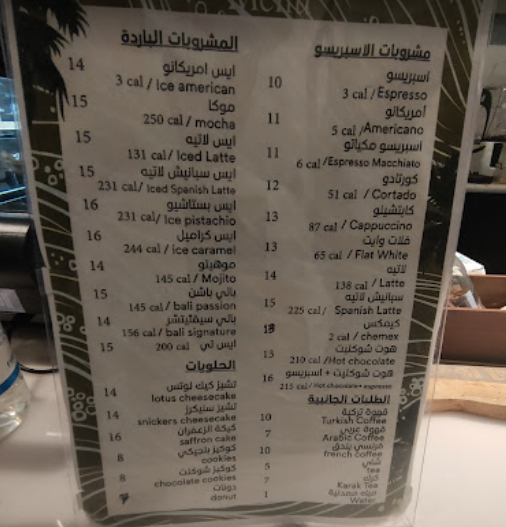 مشروبات الاسبريسو
اسبريسو
10
3 cal / Espresso
أمريكانو
11
5 cal / Americano
اسبريسو مكياتو
11
6 cal / Espresso Macchiato
كورتادو
12
51 cal / Cortado
كابتشينو
13
87 cal / Cappuccino
فلات وايت
13
65 cal / Flat White
لاتيه
14
138 cal / Latte
سبانيش لاتيه
15
225 cal / Spanish Latte
كيمكس
2 cal / chemex
هوت شوكليت
13
210 cal / Hot chocolate
هوت شوكليت + اسبريسو
16
215 cal / Hot chocolate+ espresso
الطلبات الجانبية
قهوة تركية
10
Turkish Coffee
قهوة عربي
7
Arabic Coffee
فرنسي بندق
10
french coffee
شاي
5
tea
كرك
7
Karak Tea
مياه معدنية
1
Water
المشروبات الباردة
ايس امريكانو
14
3 cal / Ice american
موكا
15
250 cal / mocha
ايس لاتيه
15
131 cal / Iced Latte
ايس سبانيش لاتيه
15
231 cal/ Iced Spanish Latte
ايس بستاشيو
16
231 cal/ Ice pistachio
ايس كراميل
16
244 cal / ice caramel
موهيتو
14
145 cal / Mojito
بالي باشن
15
145 cal / bali passion
بالي سيقنيتشر
14
156 cal / bali signature
ايس تي 200 cal
15
الحلويات
تشيز كيك لوتس
14
lotus cheesecake
تشيز سنيكرز
14
snickers cheesecake
كيكة الزعفران
16
saffron cake
كوكيز بلجيكي
8
cookies
كوكيز شوكلت
8
chocolate cookies
دونات
donut